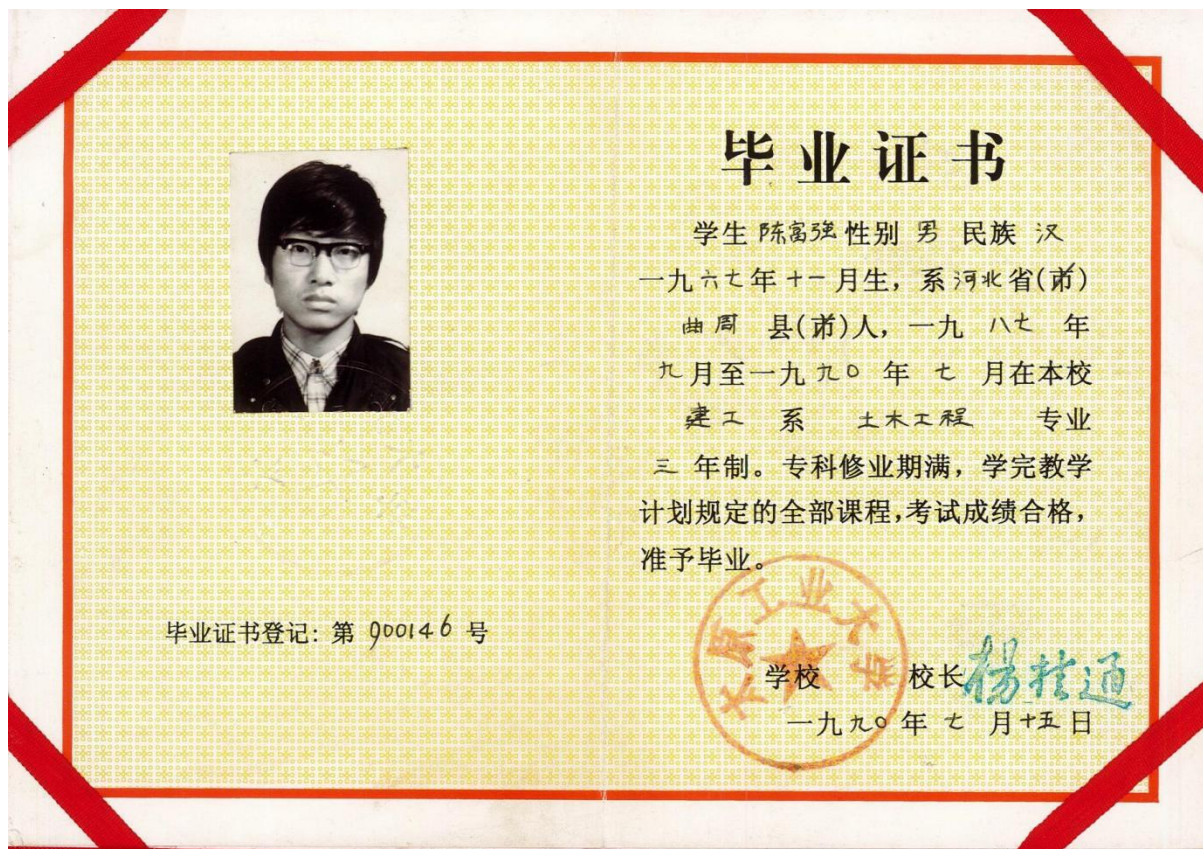 毕业证书
学生 陈富强 性别 男 民族 汉
一九六七年十一月生，系河北省(市)
曲周 县(市)人，一九 八七 年
九月至一九九〇 年 七 月在本校
建工 系 土木工程 专业
三 年制。专科修业期满，学完教学
计划规定的全部课程，考试成绩合格，
准予毕业。
毕业证书登记：第 900146 号
太原工业大学
学校 校长 杨桂通
一九九〇年 七 月十五日